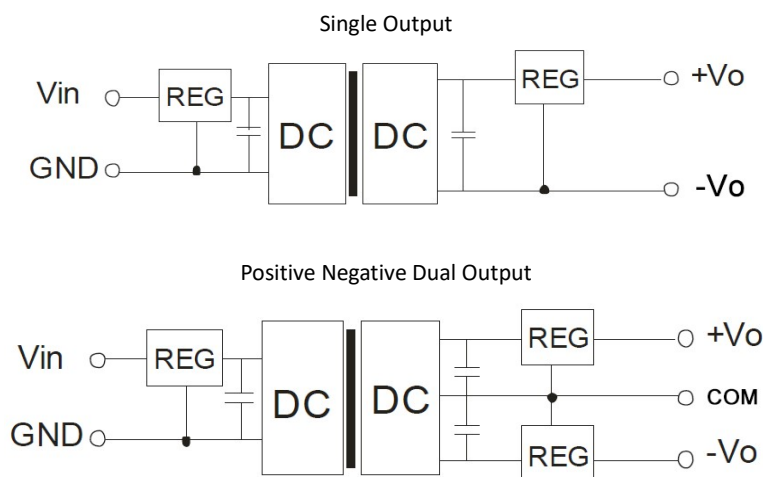 Single Output
Vin REG DC DC REG +Vo
GND -Vo
Positive Negative Dual Output
Vin REG DC DC REG +Vo
COM
GND REG -Vo